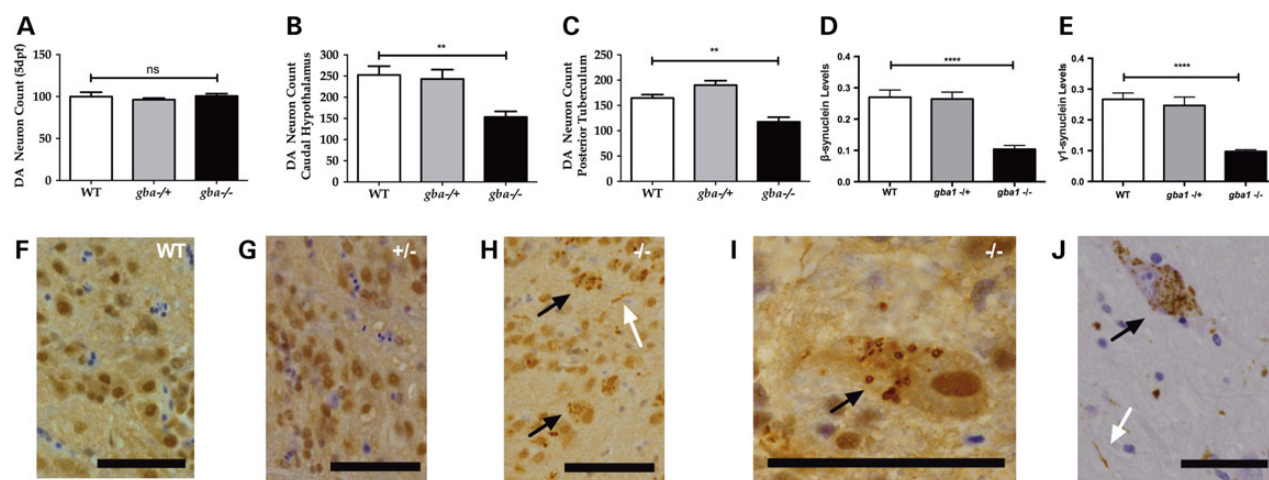 A
DA Neuron Count (5dpf)
150
100
50
0
ns
WT
gba-/+
gba-/-
B
DA Neuron Count
Caudal Hypothalamus
400
300
200
100
0
**
WT
gba-/+
gba-/-
C
DA Neuron Count
Posterior Tuberculum
250
200
150
100
50
0
**
WT
gba-/+
gba-/-
D
β-synuclein Levels
0.4
0.3
0.2
0.1
0.0
****
WT
gba1 -/+
gba1 -/-
E
γ1-synuclein Levels
0.4
0.3
0.2
0.1
0.0
****
WT
gba1 -/+
gba1 -/-
F
WT
G
+/-
H
-/-
I
-/-
J